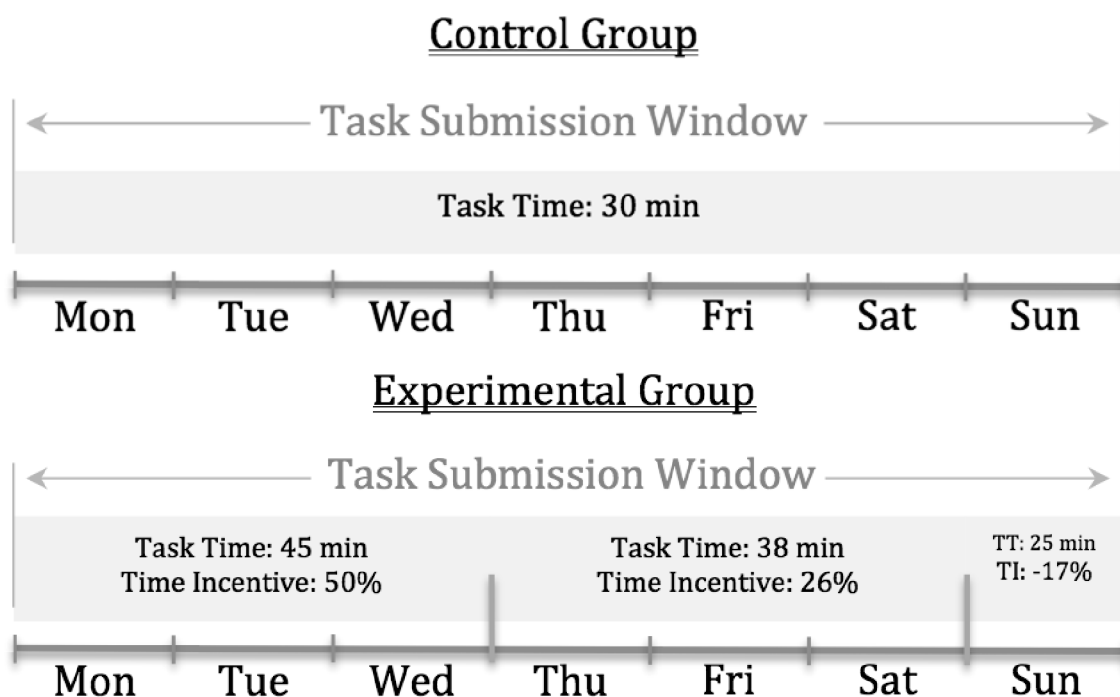 Control Group
Task Submission Window
Task Time: 30 min
Mon Tue Wed Thu Fri Sat Sun
Experimental Group
Task Submission Window
Task Time: 45 min
Time Incentive: 50%
Task Time: 38 min
Time Incentive: 26%
TT: 25 min
TI: -17%
Mon Tue Wed Thu Fri Sat Sun